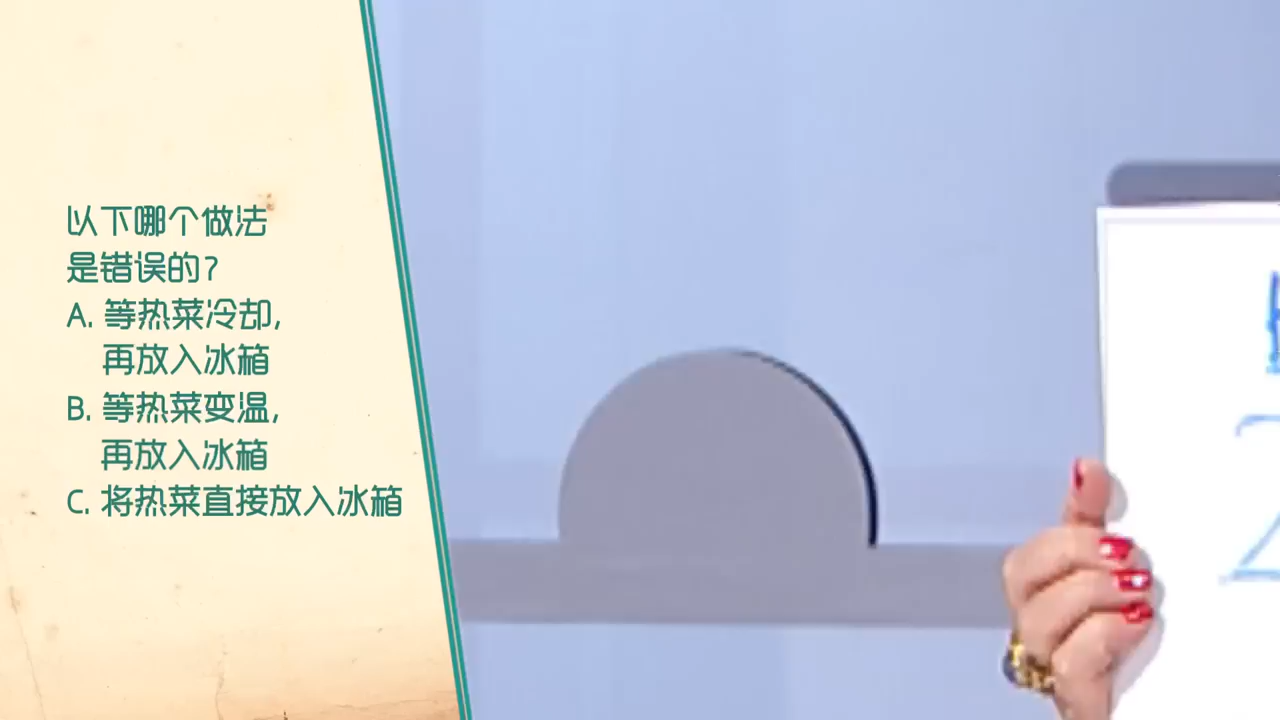 以下哪个做法
是错误的？
A. 等热菜冷却,
再放入冰箱
B. 等热菜变温,
再放入冰箱
C. 将热菜直接放入冰箱